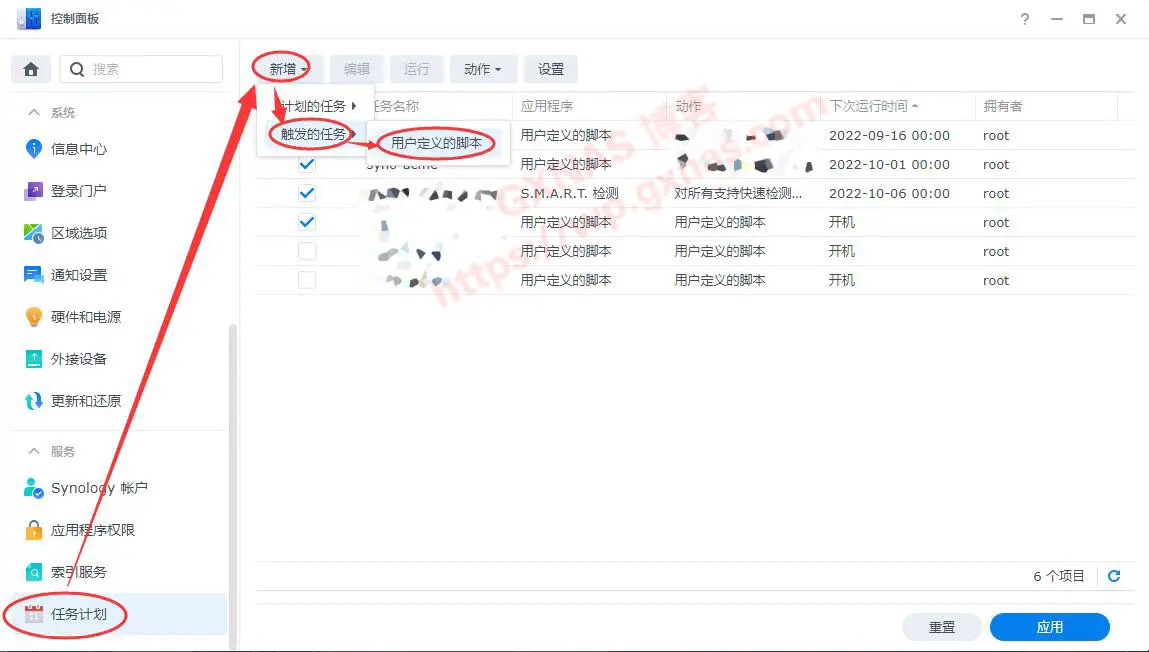 控制面板
搜索
新增 编辑 运行 动作 设置
系统
信息中心
登录门户
区域选项
通知设置
硬件和电源
外接设备
更新和还原
服务
Synology 帐户
应用程序权限
索引服务
任务计划
计划的任务
触发的任务
用户定义的脚本
任务名称 应用程序 动作 下次运行时间 拥有者
用户定义的脚本 2022-09-16 00:00 root
syno-acme 用户定义的脚本 2022-10-01 00:00 root
S.M.A.R.T. 检测 对所有支持快速检测... 2022-10-06 00:00 root
用户定义的脚本 用户定义的脚本 开机 root
用户定义的脚本 用户定义的脚本 开机 root
用户定义的脚本 用户定义的脚本 开机 root
GXNAS 博客
https://wp.gxnas.com
6 个项目
重置 应用